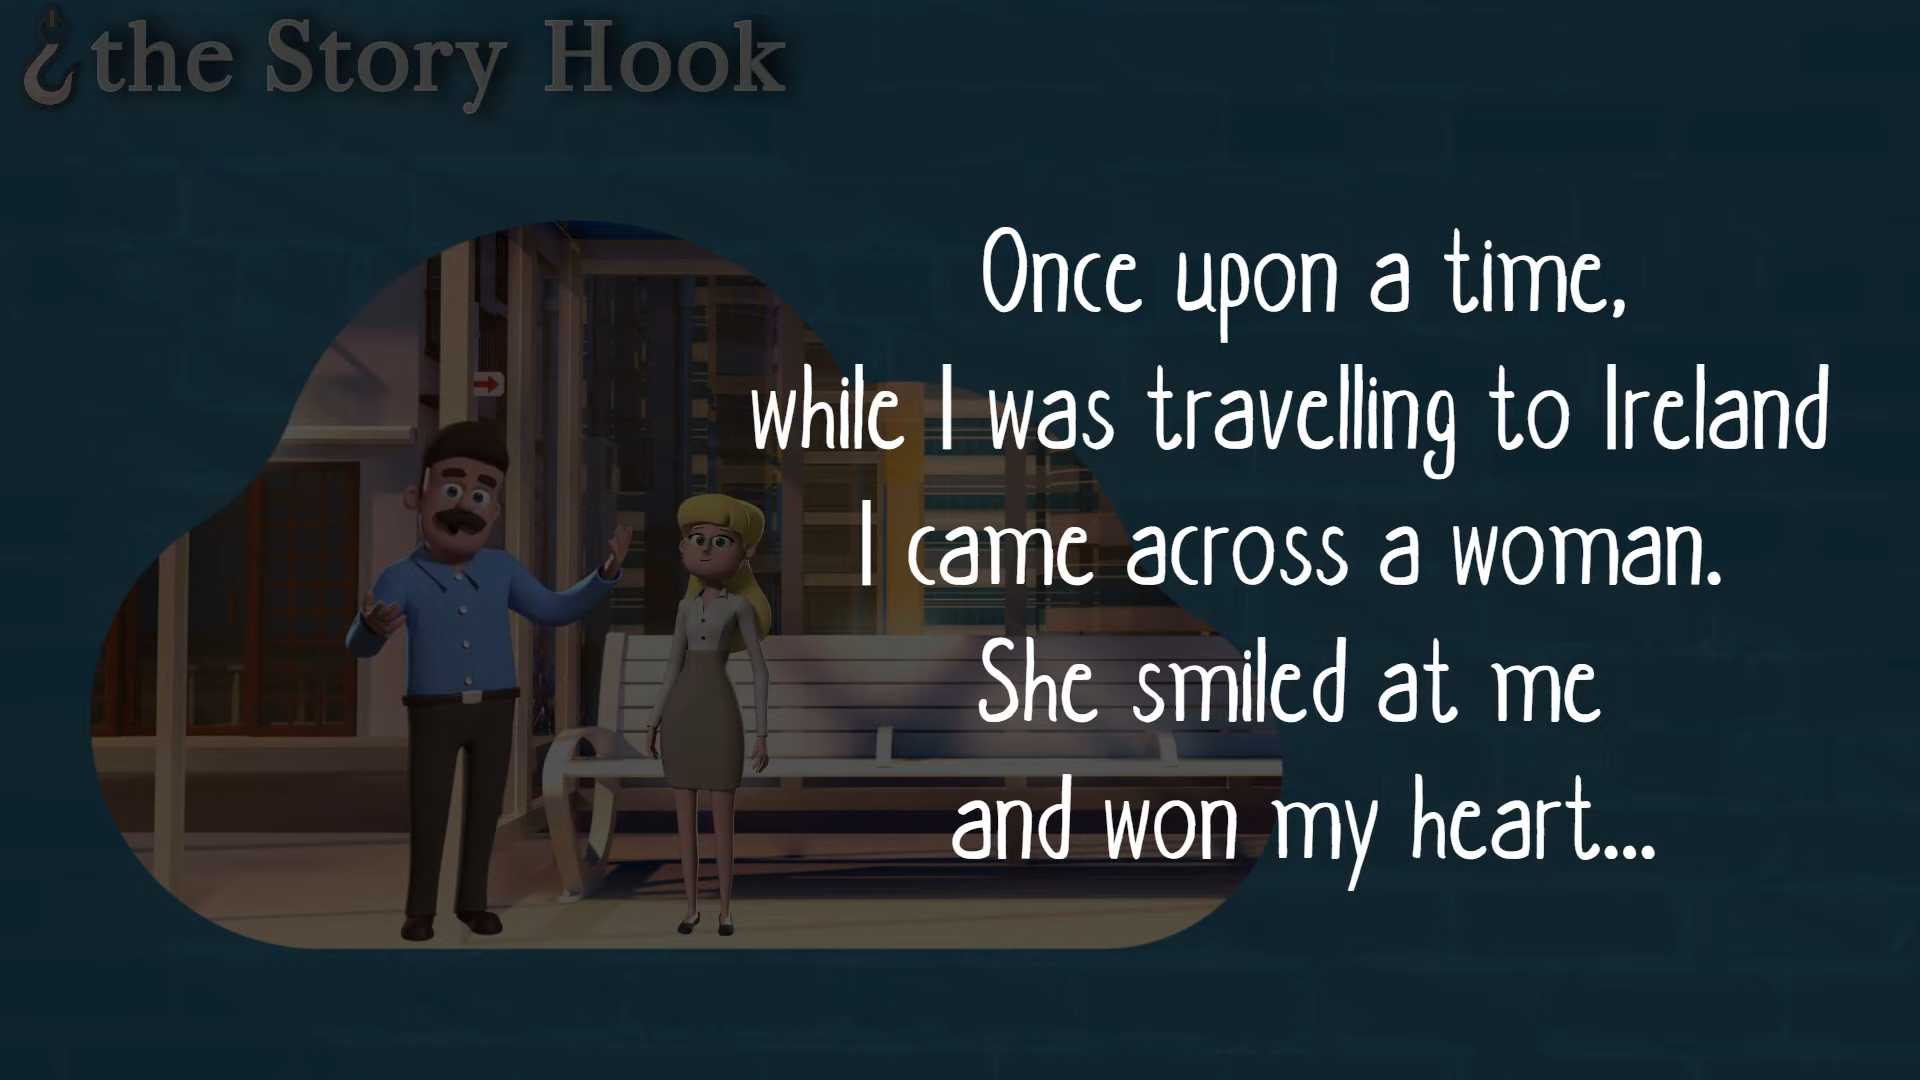 the Story Hook
Once upon a time,
while I was travelling to Ireland
I came across a woman.
She smiled at me
and won my heart...